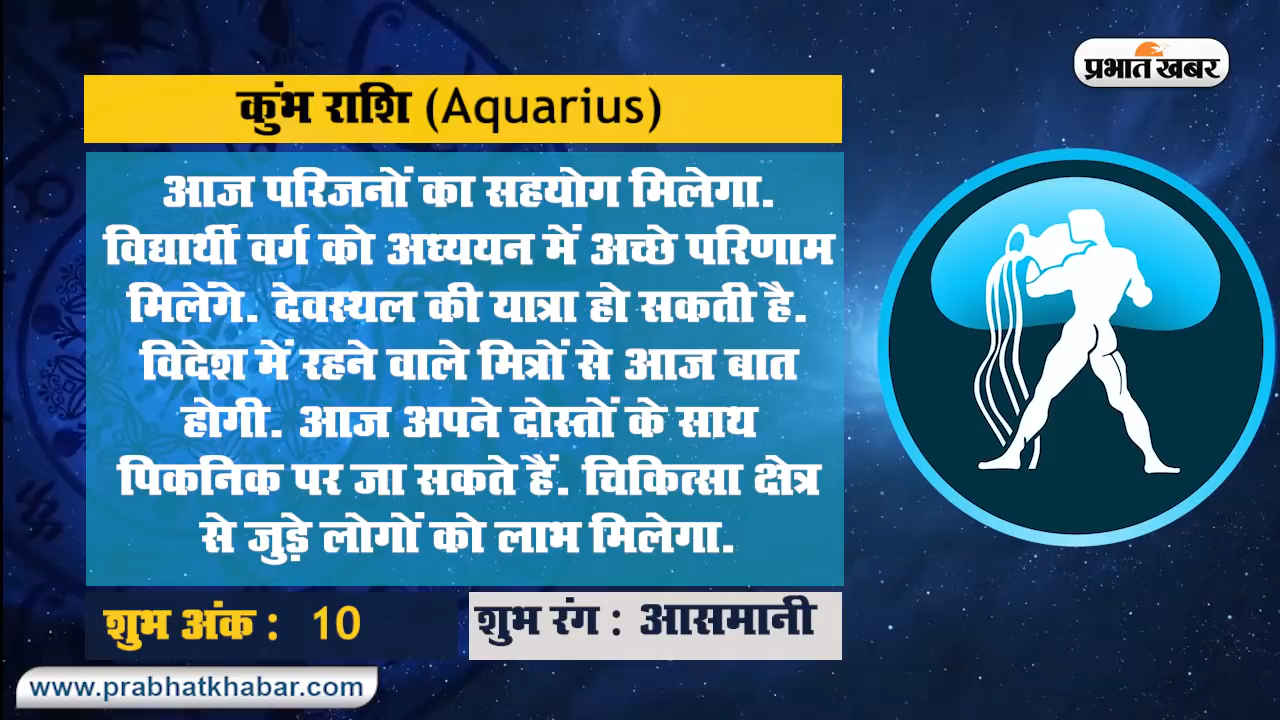 प्रभात खबर
कुंभ राशि (Aquarius)
आज परिजनों का सहयोग मिलेगा.
विद्यार्थी वर्ग को अध्ययन में अच्छे परिणाम
मिलेंगे. देवस्थल की यात्रा हो सकती है.
विदेश में रहने वाले मित्रों से आज बात
होगी. आज अपने दोस्तों के साथ
पिकनिक पर जा सकते हैं. चिकित्सा क्षेत्र
से जुड़े लोगों को लाभ मिलेगा.
शुभ अंक : 10
शुभ रंग : आसमानी
www.prabhatkhabar.com